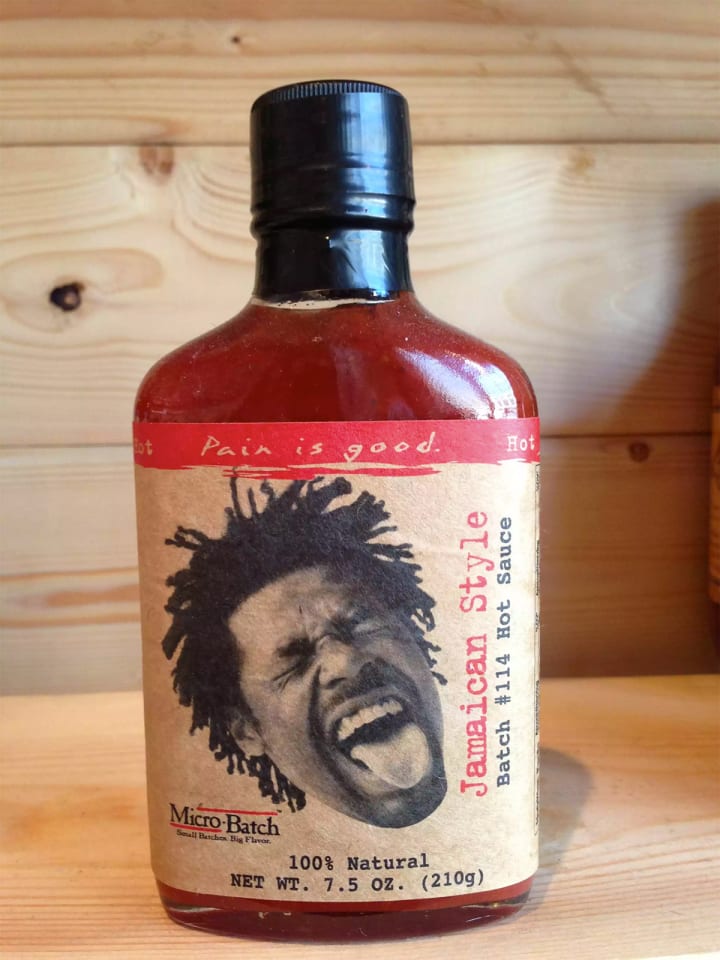 Hot Pain is good. Hot
Jamaican Style
Batch #114 Hot Sauce
Micro·Batch™
Small Batches. Big Flavor.
100% Natural
NET WT. 7.5 OZ. (210g)